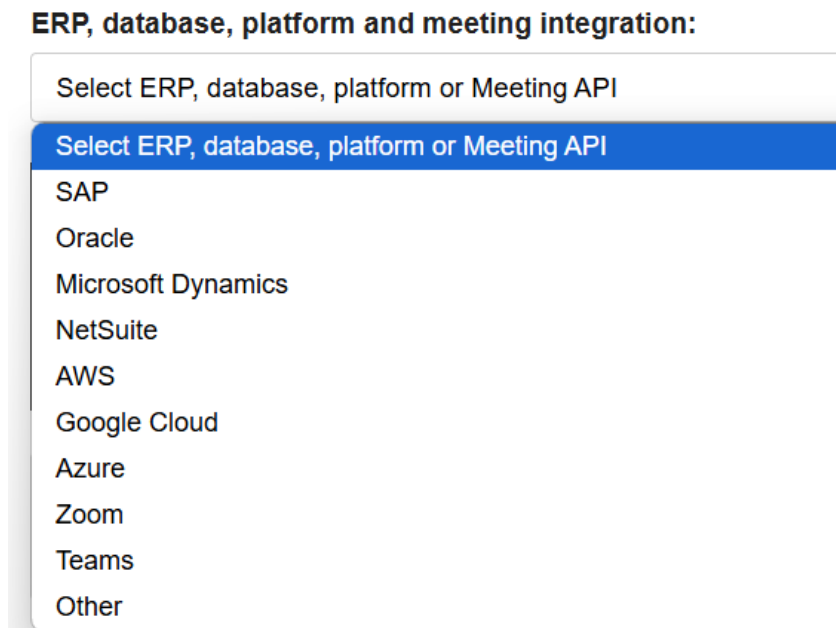 ERP, database, platform and meeting integration:
Select ERP, database, platform or Meeting API
Select ERP, database, platform or Meeting API
SAP
Oracle
Microsoft Dynamics
NetSuite
AWS
Google Cloud
Azure
Zoom
Teams
Other